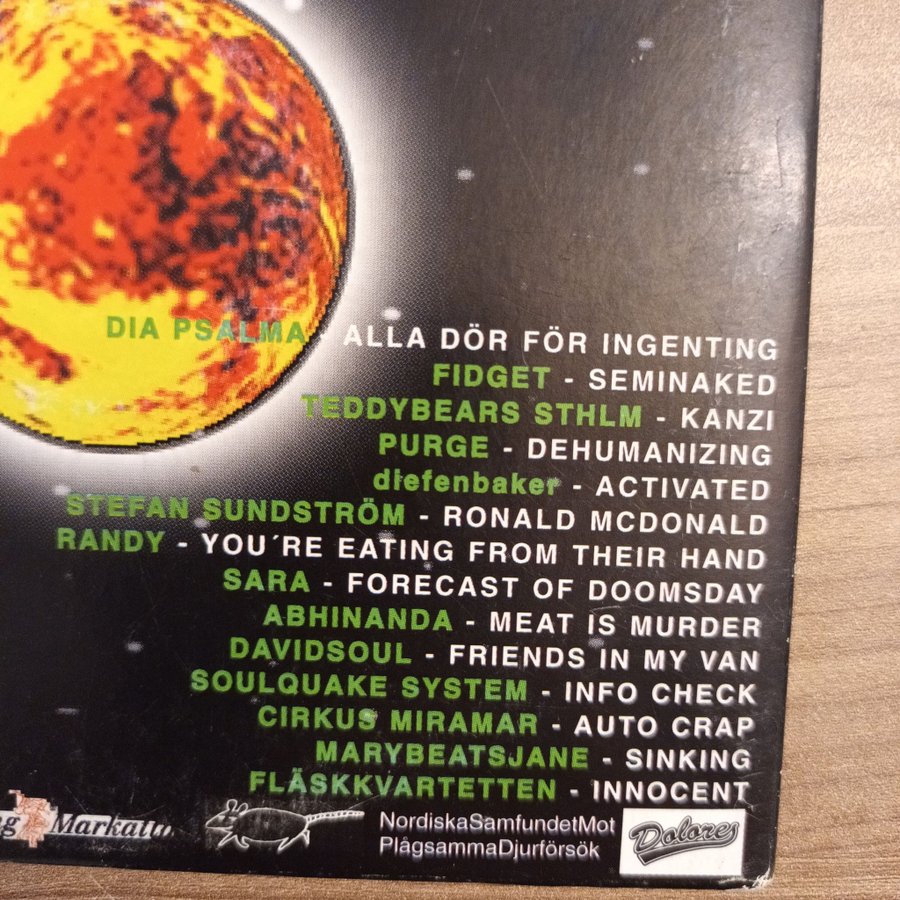 DIA PSALMA - ALLA DÖR FÖR INGENTING
FIDGET - SEMINAKED
TEDDYBEARS STHLM - KANZI
PURGE - DEHUMANIZING
diefenbaker - ACTIVATED
STEFAN SUNDSTRÖM - RONALD MCDONALD
RANDY - YOU´RE EATING FROM THEIR HAND
SARA - FORECAST OF DOOMSDAY
ABHINANDA - MEAT IS MURDER
DAVIDSOUL - FRIENDS IN MY VAN
SOULQUAKE SYSTEM - INFO CHECK
CIRKUS MIRAMAR - AUTO CRAP
MARYBEATSJANE - SINKING
FLÄSKKVARTETTEN - INNOCENT
NordiskaSamfundetMot
PlågsammaDjurförsök
Dolores